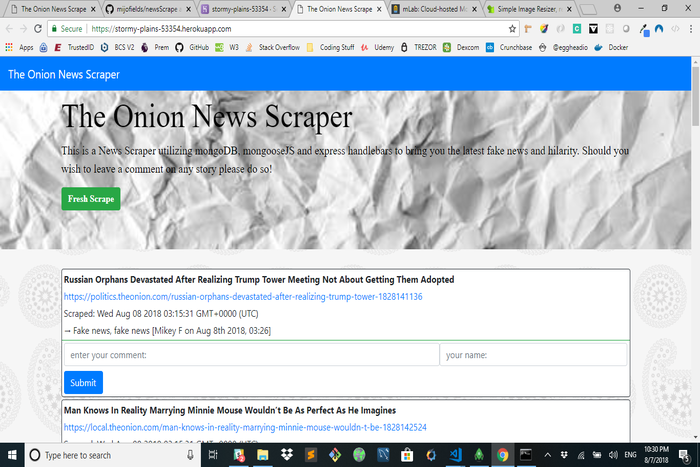 The Onion News Scrape
mijofields/newsScrape a
stormy-plains-53354 · S
The Onion News Scrape
mLab: Cloud-hosted Mo
Simple Image Resizer, c
Secure https://stormy-plains-53354.herokuapp.com
Apps TrustedID BCS V2 Prem GitHub W3 Stack Overflow Coding Stuff Udemy TREZOR Dexcom Crunchbase @eggheadio Docker
The Onion News Scraper
The Onion News Scraper
This is a News Scraper utilizing mongoDB, mongooseJS and express handlebars to bring you the latest fake news and hilarity. Should you
wish to leave a comment on any story please do so!
Fresh Scrape
Russian Orphans Devastated After Realizing Trump Tower Meeting Not About Getting Them Adopted
https://politics.theonion.com/russian-orphans-devastated-after-realizing-trump-tower-1828141136
Scraped: Wed Aug 08 2018 03:15:31 GMT+0000 (UTC)
→ Fake news, fake news [Mikey F on Aug 8th 2018, 03:26]
enter your comment: your name:
Submit
Man Knows In Reality Marrying Minnie Mouse Wouldn't Be As Perfect As He Imagines
https://local.theonion.com/man-knows-in-reality-marrying-minnie-mouse-wouldn-t-be-1828142524
Type here to search
ENG
10:30 PM
8/7/2018